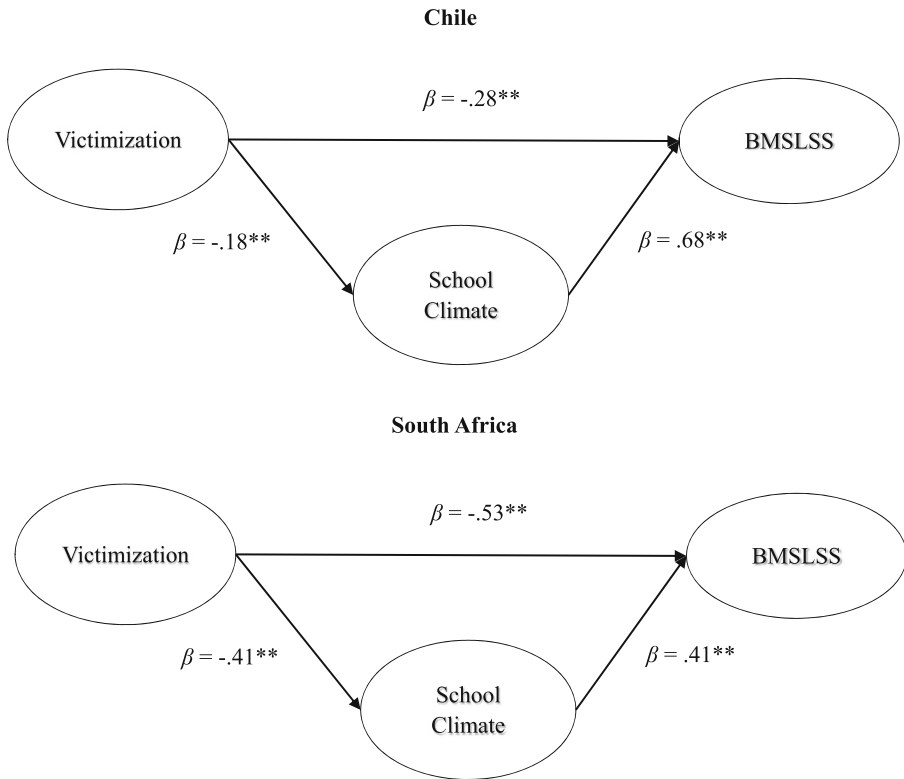 Chile
β = -.28**
Victimization
BMSLSS
β = -.18**
β = .68**
School
Climate
South Africa
β = -.53**
Victimization
BMSLSS
β = -.41**
β = .41**
School
Climate